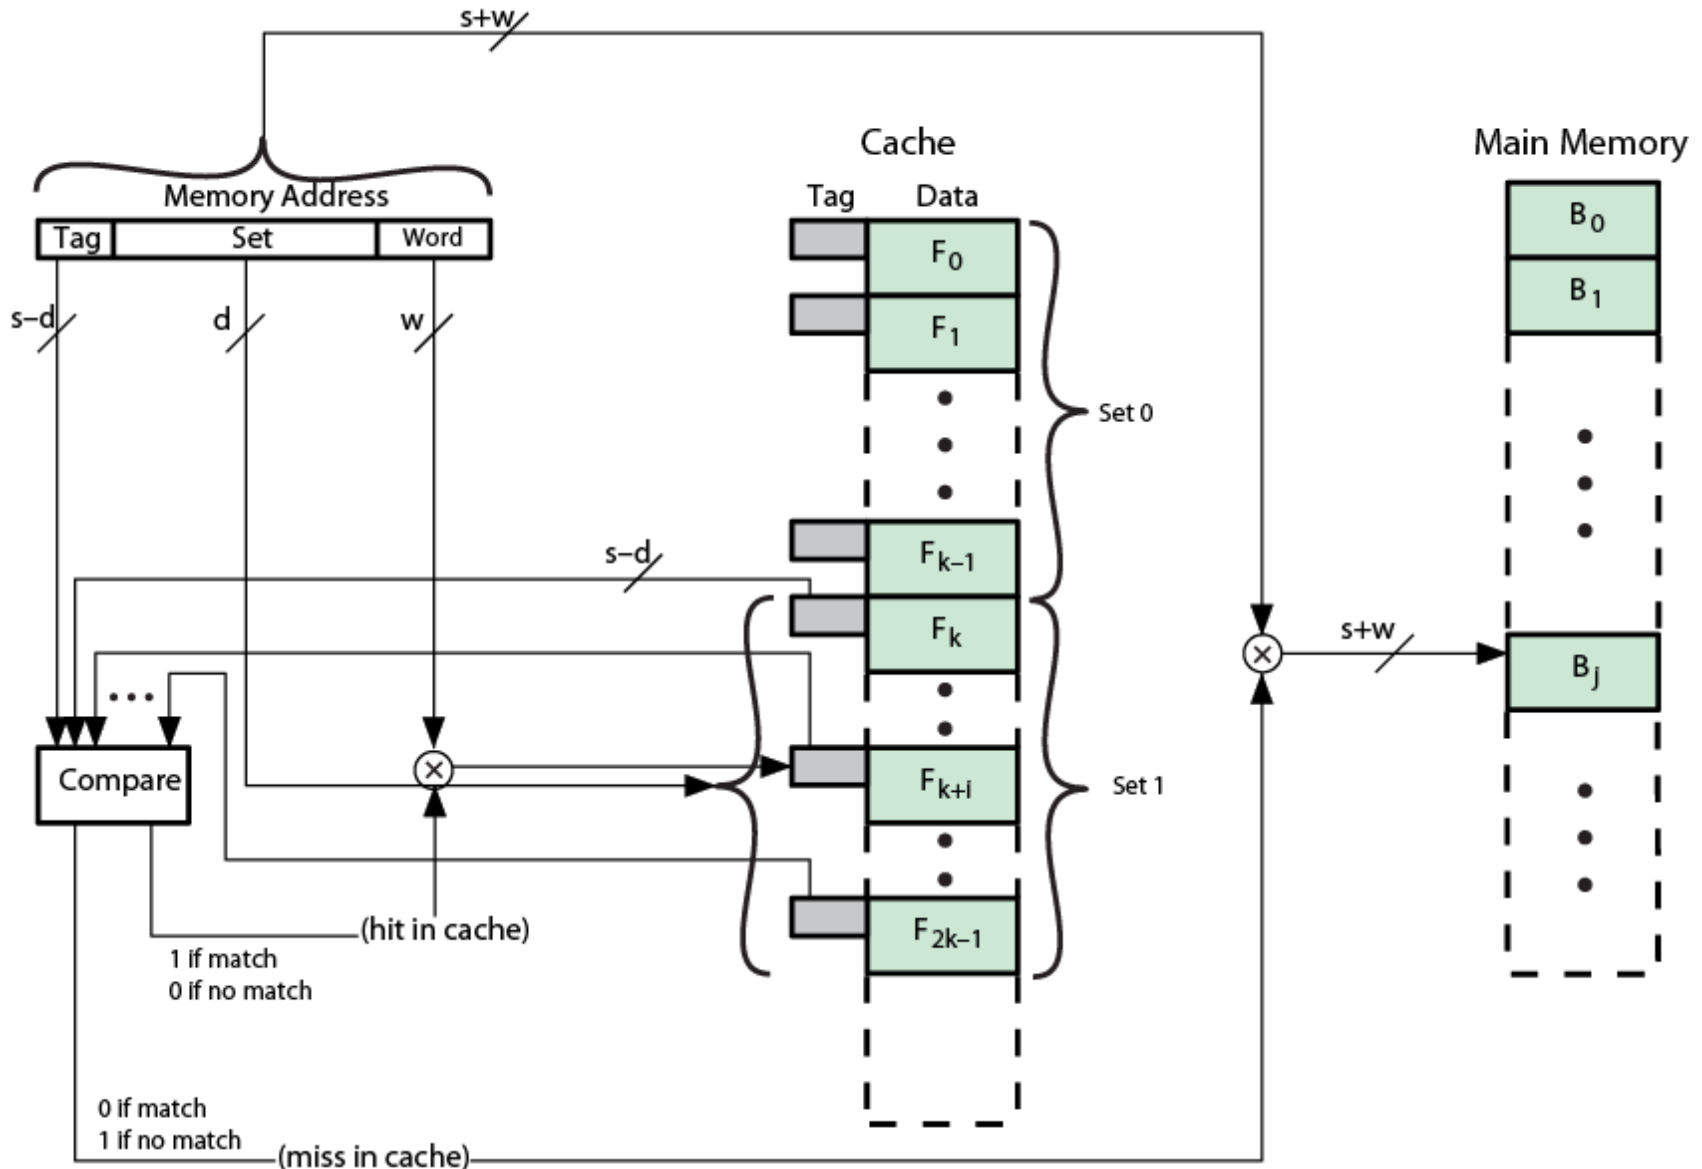 s+w
Cache
Main Memory
Memory Address
Tag Data
Tag Set Word
B0
F0
B1
s–d
d
w
F1
Set 0
Fk–1
s–d
Fk
s+w
Bj
Compare
Fk+i
Set 1
(hit in cache)
F2k–1
1 if match
0 if no match
0 if match
1 if no match
(miss in cache)